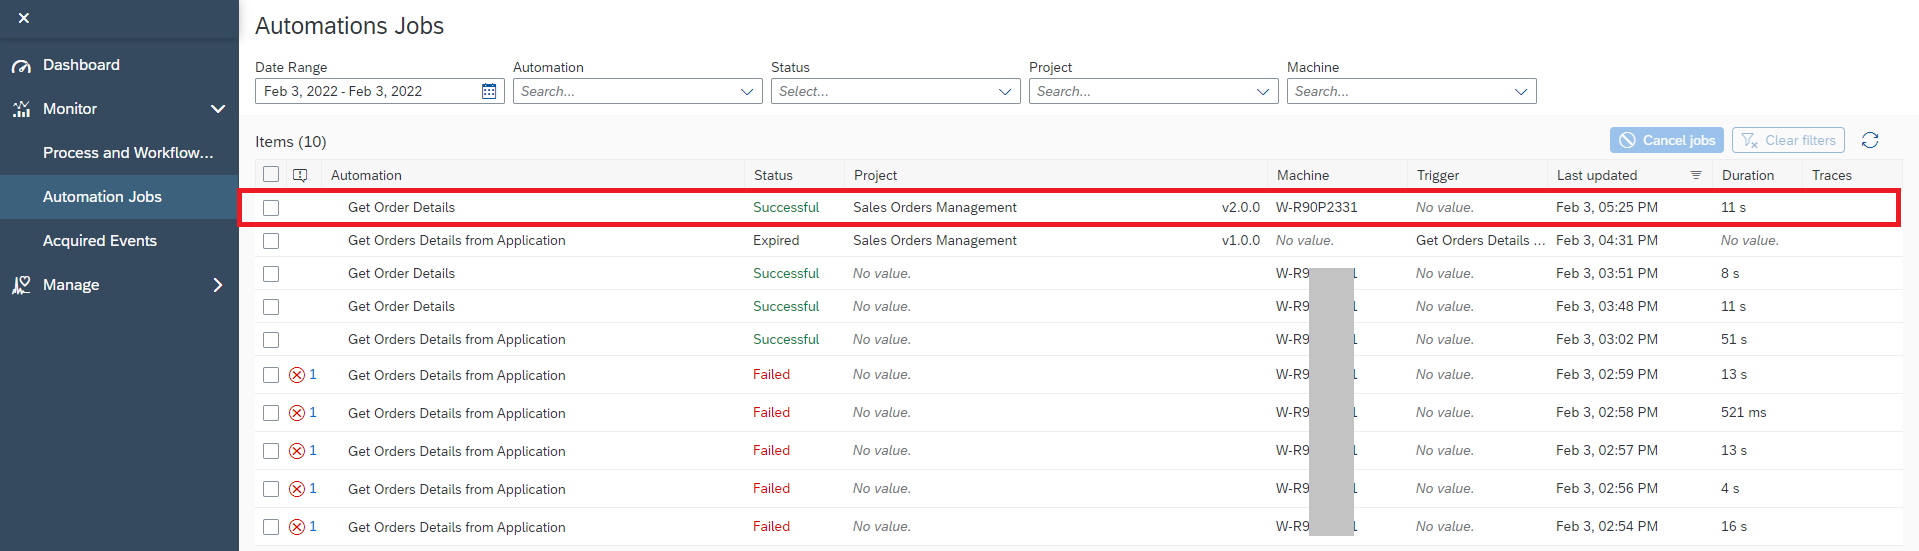 Automations Jobs
Dashboard
Monitor
Process and Workflow...
Automation Jobs
Acquired Events
Manage
Date Range Automation Status Project Machine
Feb 3, 2022 - Feb 3, 2022 Search... Select... Search... Search...
Items (10) Cancel jobs Clear filters
Automation Status Project Machine Trigger Last updated Duration Traces
Get Order Details Successful Sales Orders Management v2.0.0 W-R90P2331 No value. Feb 3, 05:25 PM 11 s
Get Orders Details from Application Expired Sales Orders Management v1.0.0 No value. Get Orders Details ... Feb 3, 04:31 PM No value.
Get Order Details Successful No value. W-R9 1 No value. Feb 3, 03:51 PM 8 s
Get Order Details Successful No value. W-R9 1 No value. Feb 3, 03:48 PM 11 s
Get Orders Details from Application Successful No value. W-R9 1 No value. Feb 3, 03:02 PM 51 s
1 Get Orders Details from Application Failed No value. W-R9 1 No value. Feb 3, 02:59 PM 13 s
1 Get Orders Details from Application Failed No value. W-R9 1 No value. Feb 3, 02:58 PM 521 ms
1 Get Orders Details from Application Failed No value. W-R9 1 No value. Feb 3, 02:57 PM 13 s
1 Get Orders Details from Application Failed No value. W-R9 1 No value. Feb 3, 02:56 PM 4 s
1 Get Orders Details from Application Failed No value. W-R9 1 No value. Feb 3, 02:54 PM 16 s